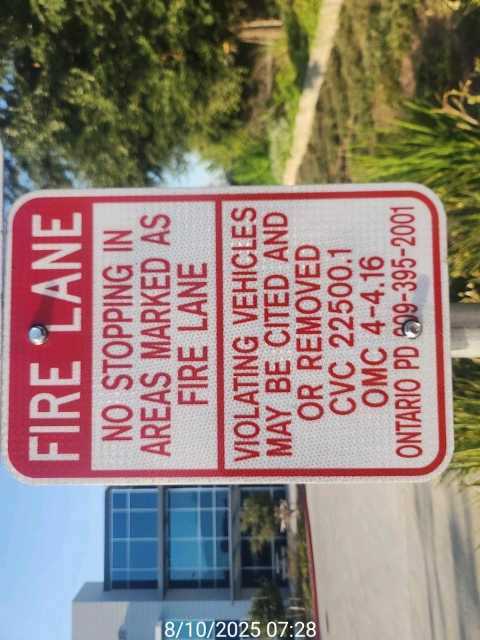 FIRE LANE
NO STOPPING IN
AREAS MARKED AS
FIRE LANE
VIOLATING VEHICLES
MAY BE CITED AND
OR REMOVED
CVC 22500.1
OMC 4-4.16
ONTARIO PD 909-395-2001
8/10/2025 07:28